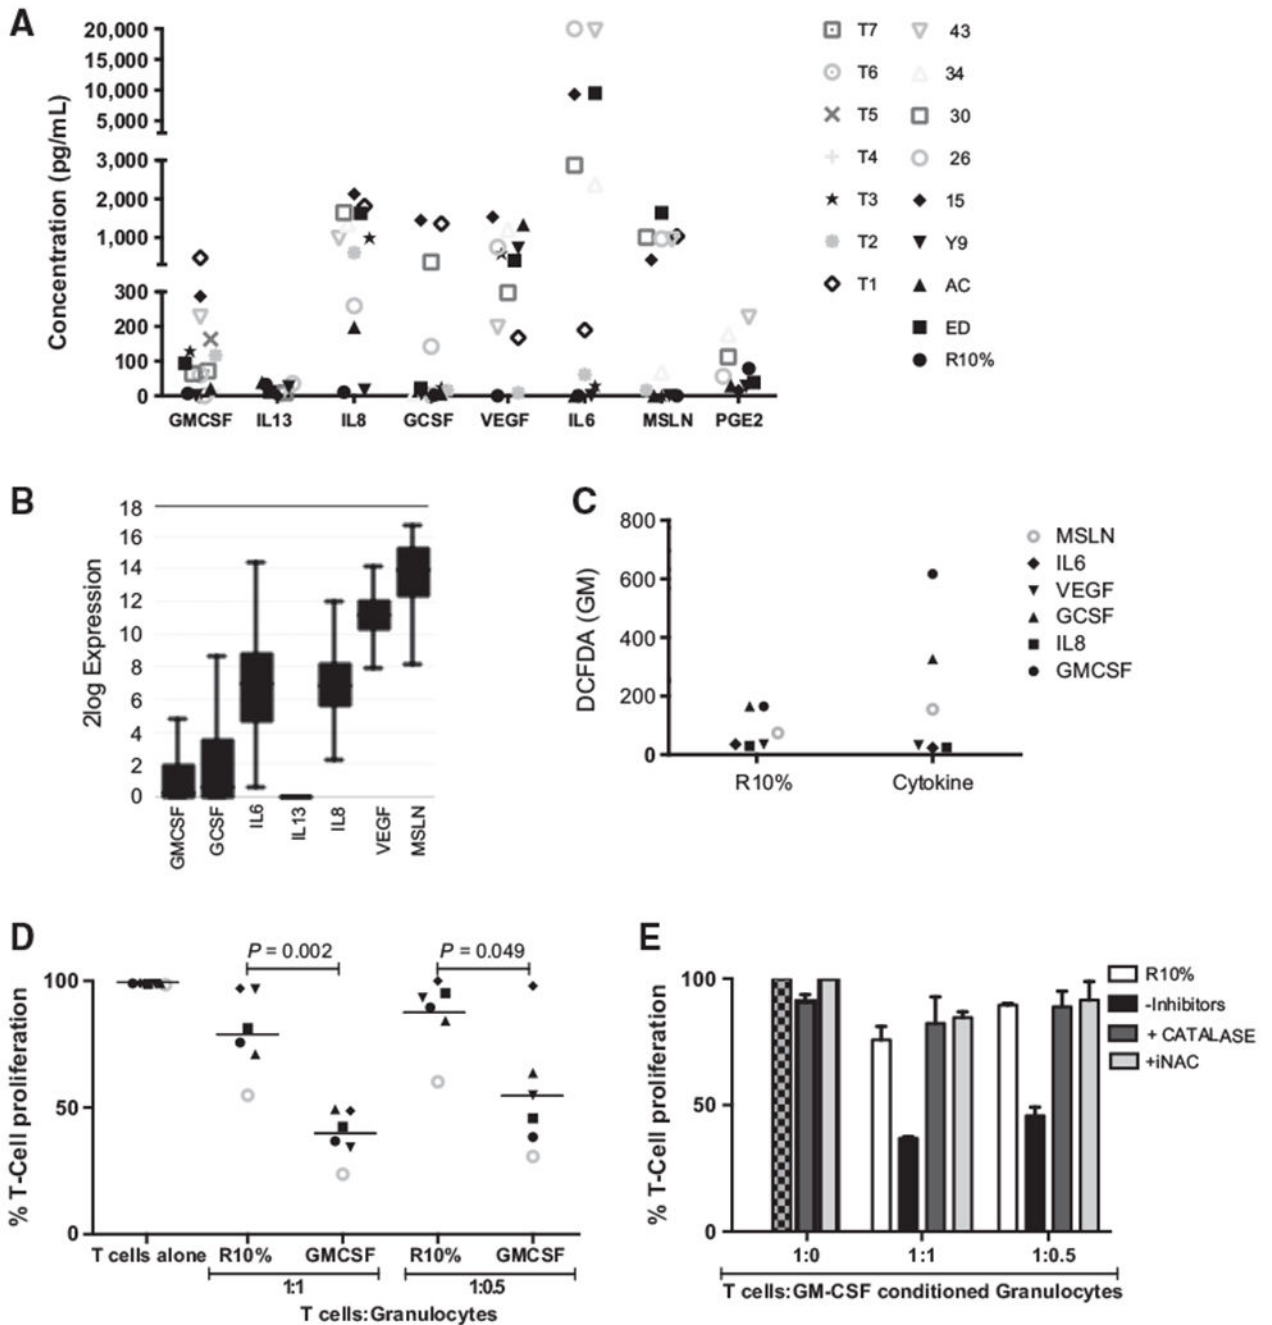 A
Concentration (pg/mL)
20,000
15,000
10,000
5,000
3,000
2,000
1,000
300
200
100
0
GMCSF IL13 IL8 GCSF VEGF IL6 MSLN PGE2
T7 43
T6 34
T5 30
T4 26
T3 15
T2 Y9
T1 AC
ED
R10%
B
2log Expression
18
16
14
12
10
8
6
4
2
0
GMCSF
GCSF
IL6
IL13
IL8
VEGF
MSLN
C
DCFDA (GM)
800
600
400
200
0
R10% Cytokine
MSLN
IL6
VEGF
GCSF
IL8
GMCSF
D
% T-Cell proliferation
100
50
0
P = 0.002 P = 0.049
T cells alone R10% GMCSF R10% GMCSF
1:1 1:0.5
T cells:Granulocytes
E
% T-Cell proliferation
100
50
0
R10%
-Inhibitors
+ CATALASE
+iNAC
1:0 1:1 1:0.5
T cells:GM-CSF conditioned Granulocytes